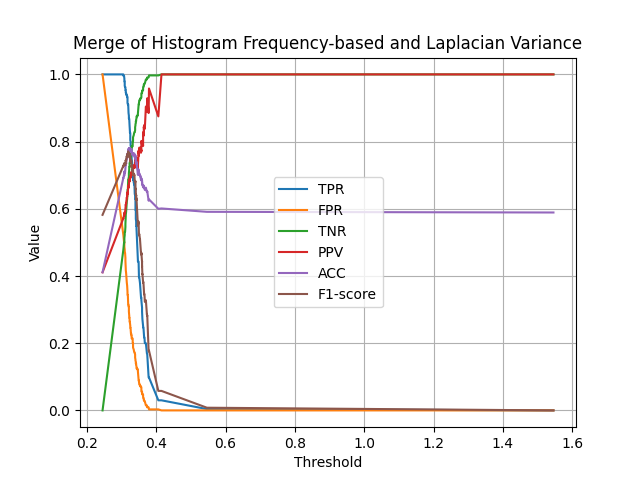 Merge of Histogram Frequency-based and Laplacian Variance
1.0
0.8
0.6
0.4
0.2
0.0
Value
TPR
FPR
TNR
PPV
ACC
F1-score
0.2 0.4 0.6 0.8 1.0 1.2 1.4 1.6
Threshold